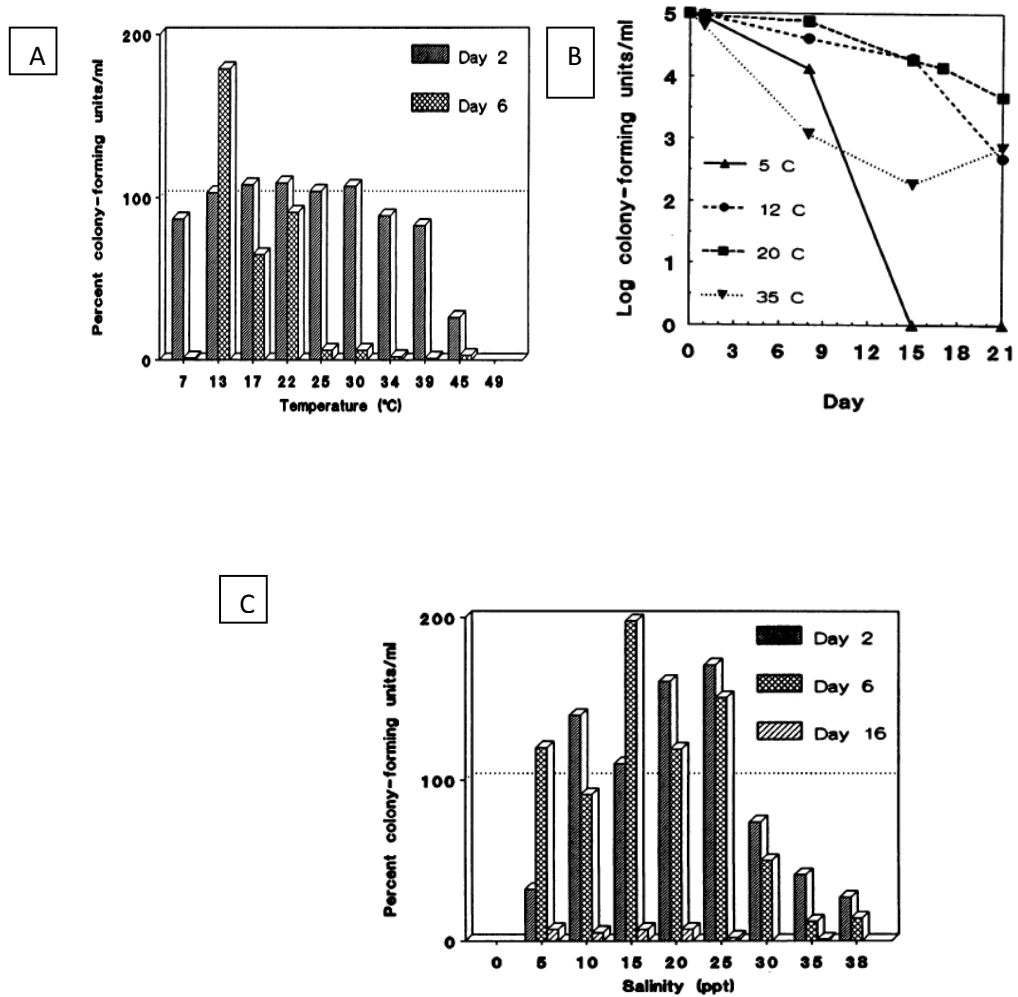 A
200
100
0
Percent colony-forming units/ml
Day 2
Day 6
7 13 17 22 25 30 34 39 45 49
Temperature (°C)
B
5
4
3
2
1
0
Log colony-forming units/ml
5 C
12 C
20 C
35 C
0 3 6 9 12 15 18 21
Day
C
200
100
0
Percent colony-forming units/ml
Day 2
Day 6
Day 16
0 5 10 15 20 25 30 35 38
Salinity (ppt)